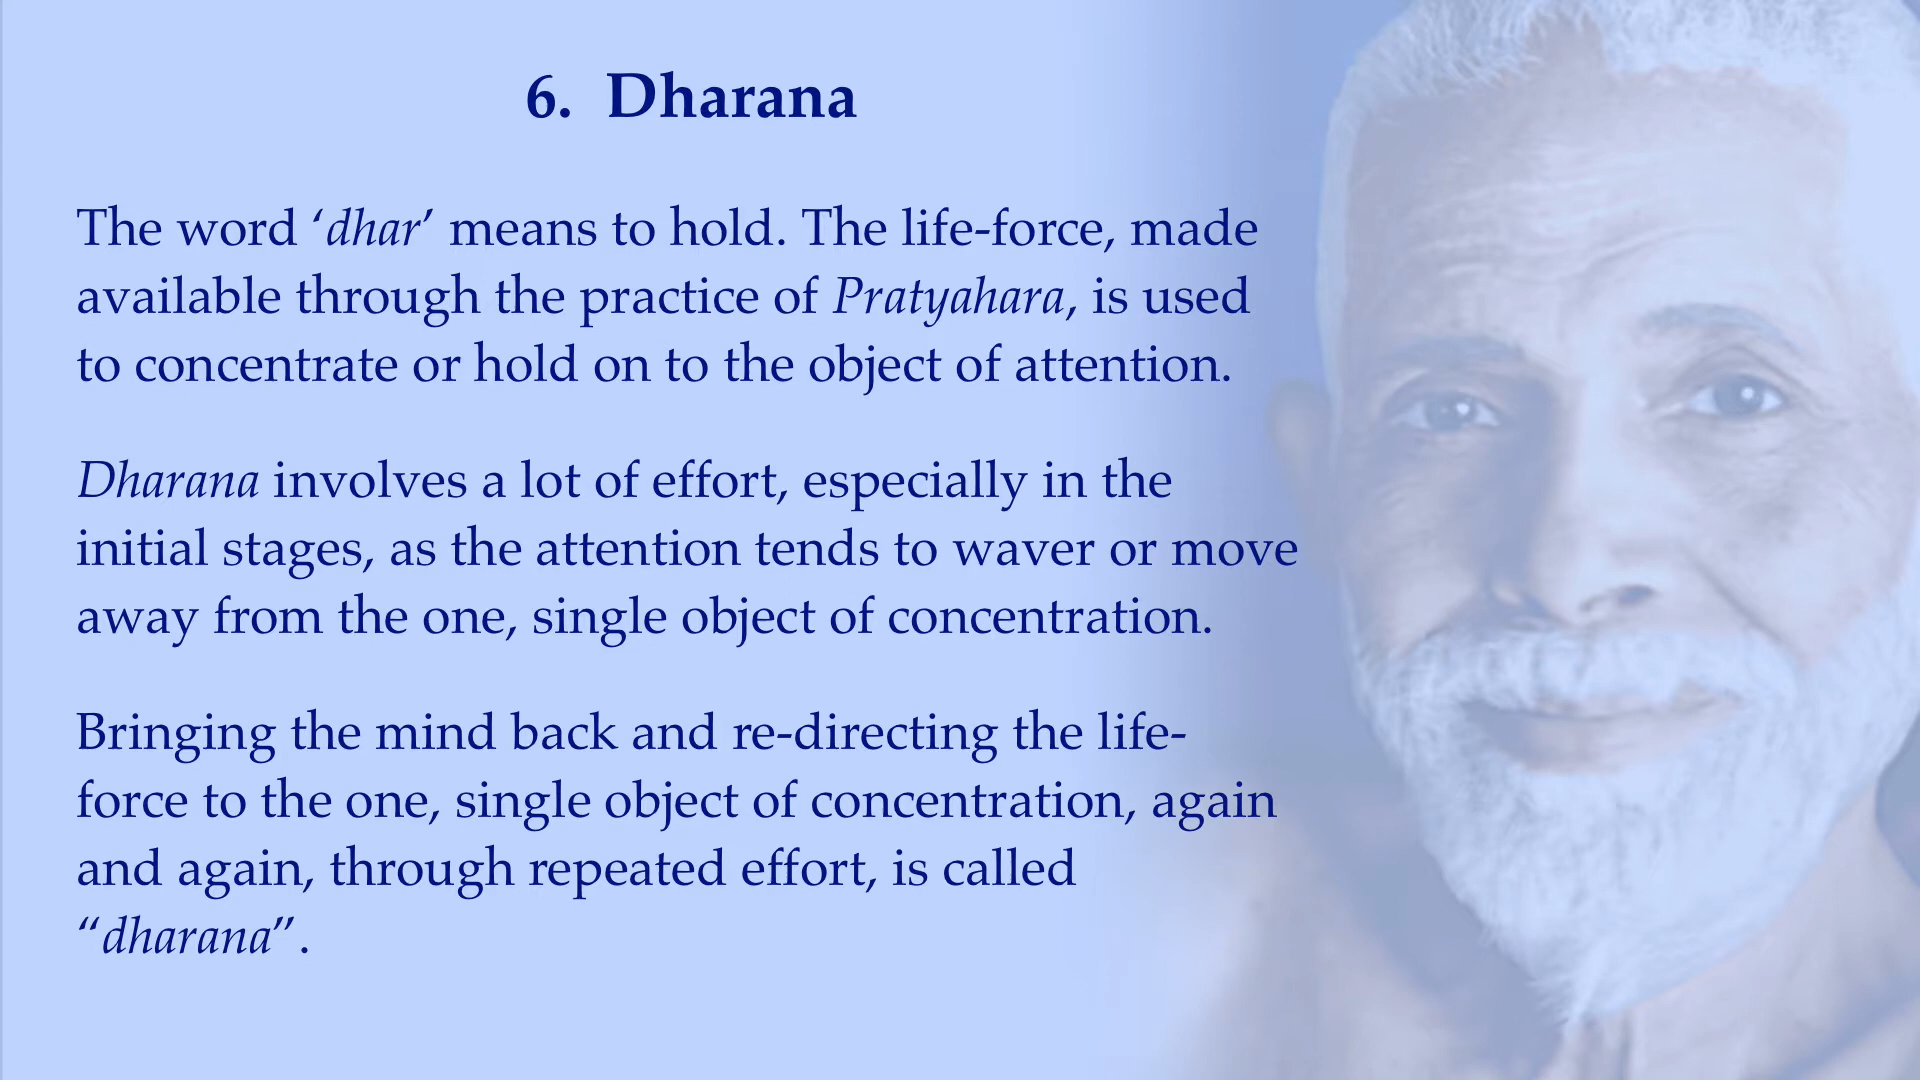 6. Dharana
The word ‘dhar’ means to hold. The life-force, made
available through the practice of Pratyahara, is used
to concentrate or hold on to the object of attention.
Dharana involves a lot of effort, especially in the
initial stages, as the attention tends to waver or move
away from the one, single object of concentration.
Bringing the mind back and re-directing the life-
force to the one, single object of concentration, again
and again, through repeated effort, is called
“dharana”.